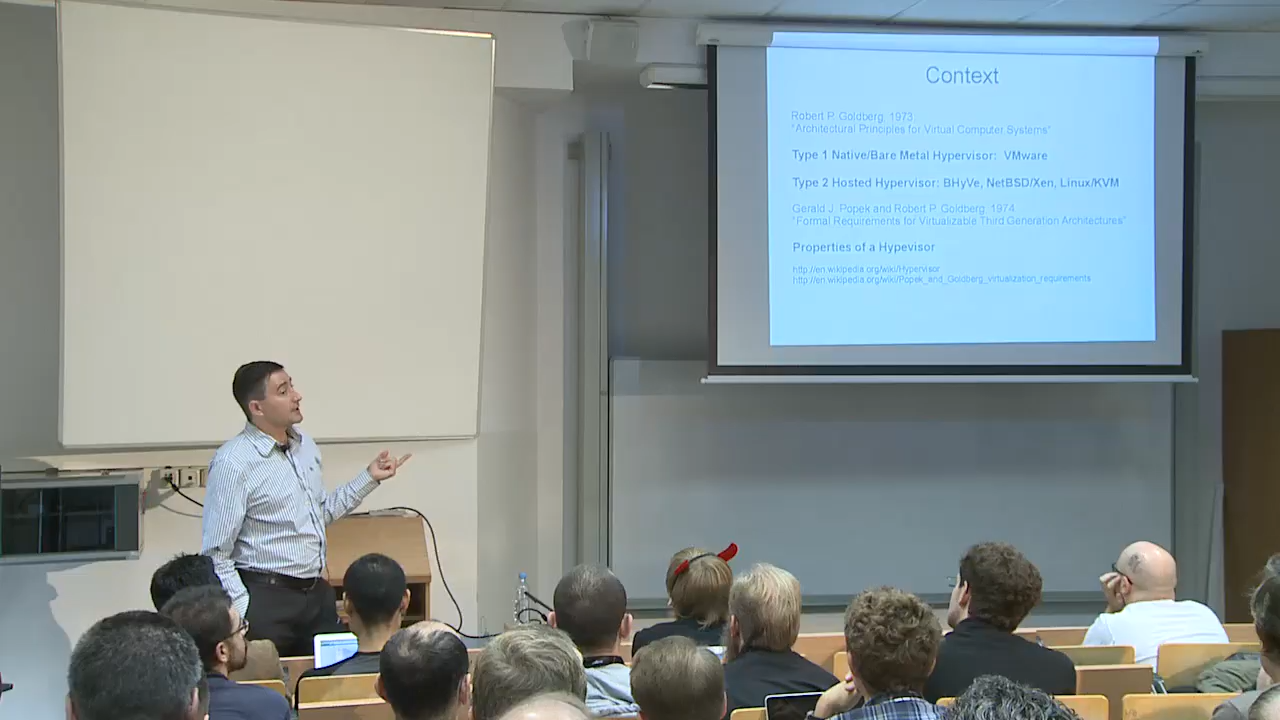 Context
Robert P. Goldberg, 1973
"Architectural Principles for Virtual Computer Systems"
Type 1 Native/Bare Metal Hypervisor: VMware
Type 2 Hosted Hypervisor: BHyVe, NetBSD/Xen, Linux/KVM
Gerald J. Popek and Robert P. Goldberg, 1974
"Formal Requirements for Virtualizable Third Generation Architectures"
Properties of a Hypevisor
http://en.wikipedia.org/wiki/Hypervisor
http://en.wikipedia.org/wiki/Popek_and_Goldberg_virtualization_requirements